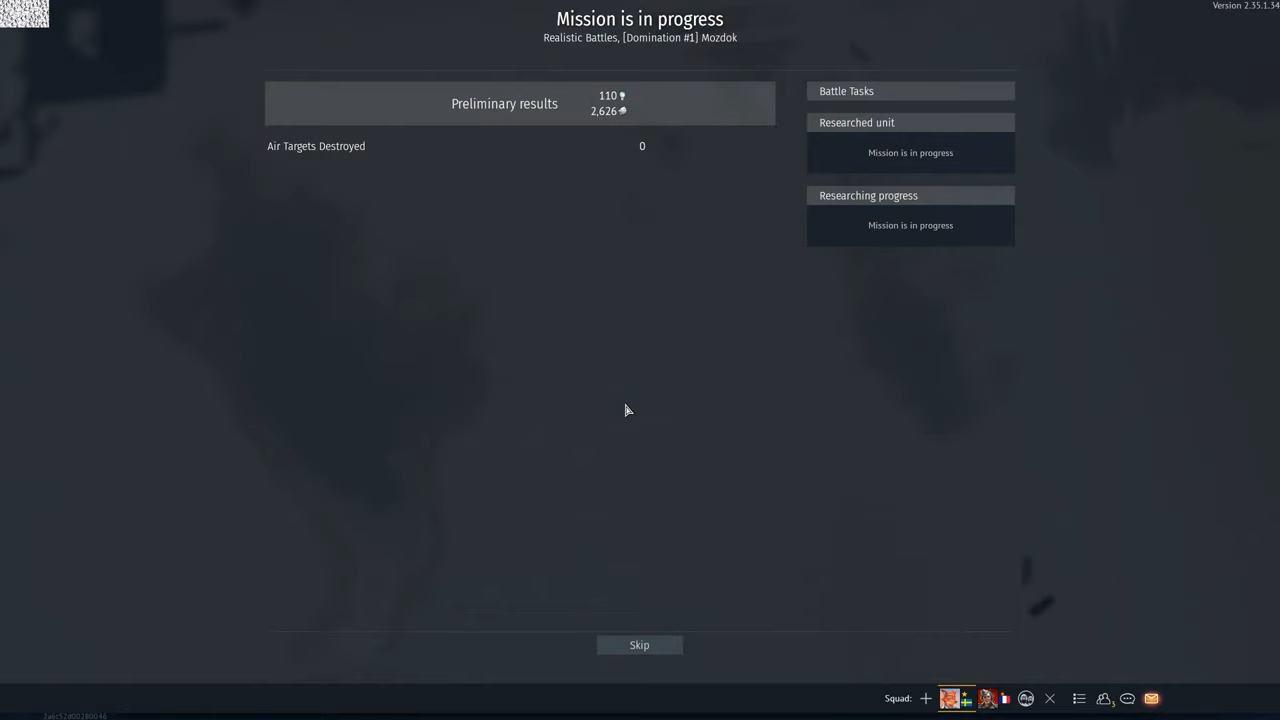 Version 2.35.1.34
Mission is in progress
Realistic Battles, [Domination #1] Mozdok
Preliminary results
110
2,626
Air Targets Destroyed 0
Battle Tasks
Researched unit
Mission is in progress
Researching progress
Mission is in progress
Skip
Squad:
3
2a6c52d00280046